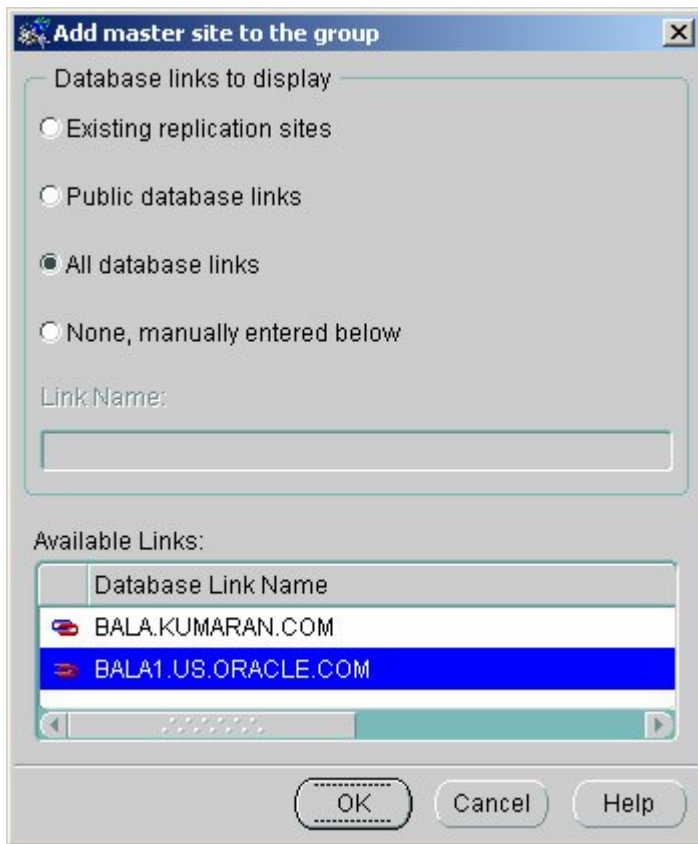 Add master site to the group
Database links to display
Existing replication sites
Public database links
All database links
None, manually entered below
Link Name:
Available Links:
Database Link Name
BALA.KUMARAN.COM
BALA1.US.ORACLE.COM
OK Cancel Help